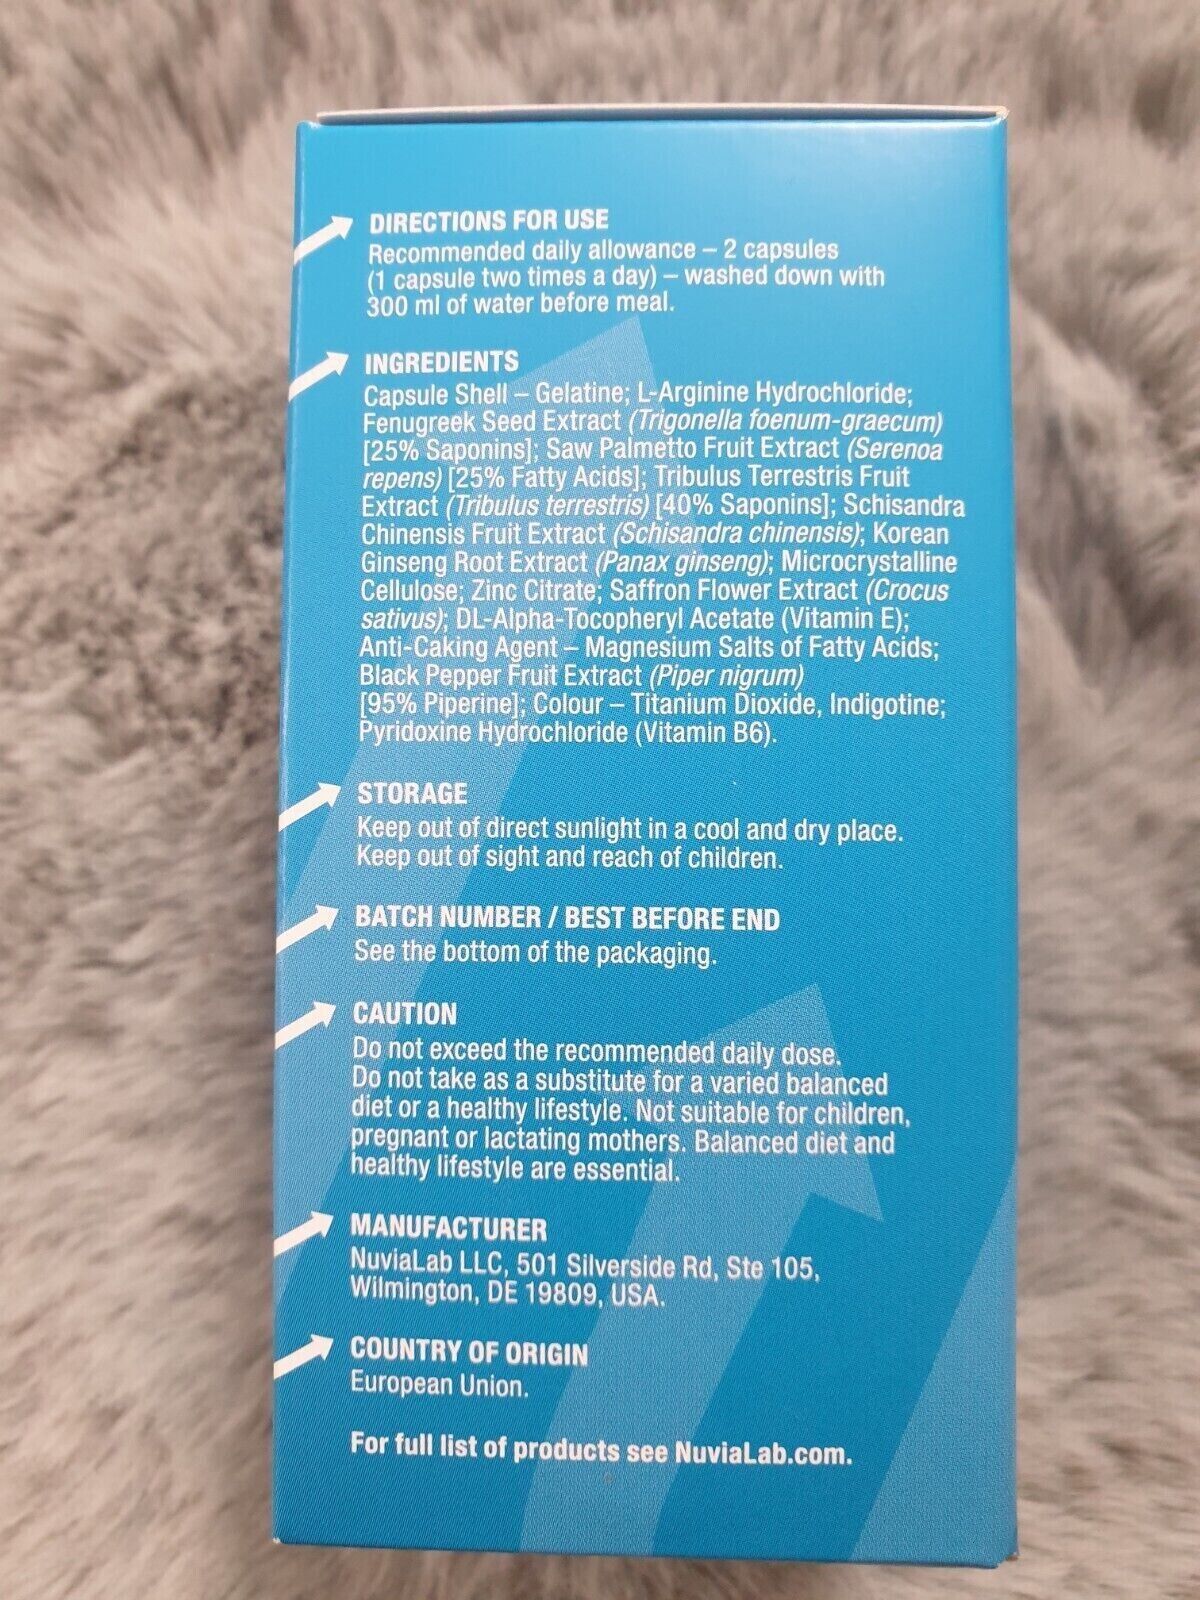 DIRECTIONS FOR USE
Recommended daily allowance – 2 capsules
(1 capsule two times a day) – washed down with
300 ml of water before meal.
INGREDIENTS
Capsule Shell – Gelatine; L-Arginine Hydrochloride;
Fenugreek Seed Extract (Trigonella foenum-graecum)
[25% Saponins]; Saw Palmetto Fruit Extract (Serenoa
repens) [25% Fatty Acids]; Tribulus Terrestris Fruit
Extract (Tribulus terrestris) [40% Saponins]; Schisandra
Chinensis Fruit Extract (Schisandra chinensis); Korean
Ginseng Root Extract (Panax ginseng); Microcrystalline
Cellulose; Zinc Citrate; Saffron Flower Extract (Crocus
sativus); DL-Alpha-Tocopheryl Acetate (Vitamin E);
Anti-Caking Agent – Magnesium Salts of Fatty Acids;
Black Pepper Fruit Extract (Piper nigrum)
[95% Piperine]; Colour – Titanium Dioxide, Indigotine;
Pyridoxine Hydrochloride (Vitamin B6).
STORAGE
Keep out of direct sunlight in a cool and dry place.
Keep out of sight and reach of children.
BATCH NUMBER / BEST BEFORE END
See the bottom of the packaging.
CAUTION
Do not exceed the recommended daily dose.
Do not take as a substitute for a varied balanced
diet or a healthy lifestyle. Not suitable for children,
pregnant or lactating mothers. Balanced diet and
healthy lifestyle are essential.
MANUFACTURER
NuviaLab LLC, 501 Silverside Rd, Ste 105,
Wilmington, DE 19809, USA.
COUNTRY OF ORIGIN
European Union.
For full list of products see NuviaLab.com.